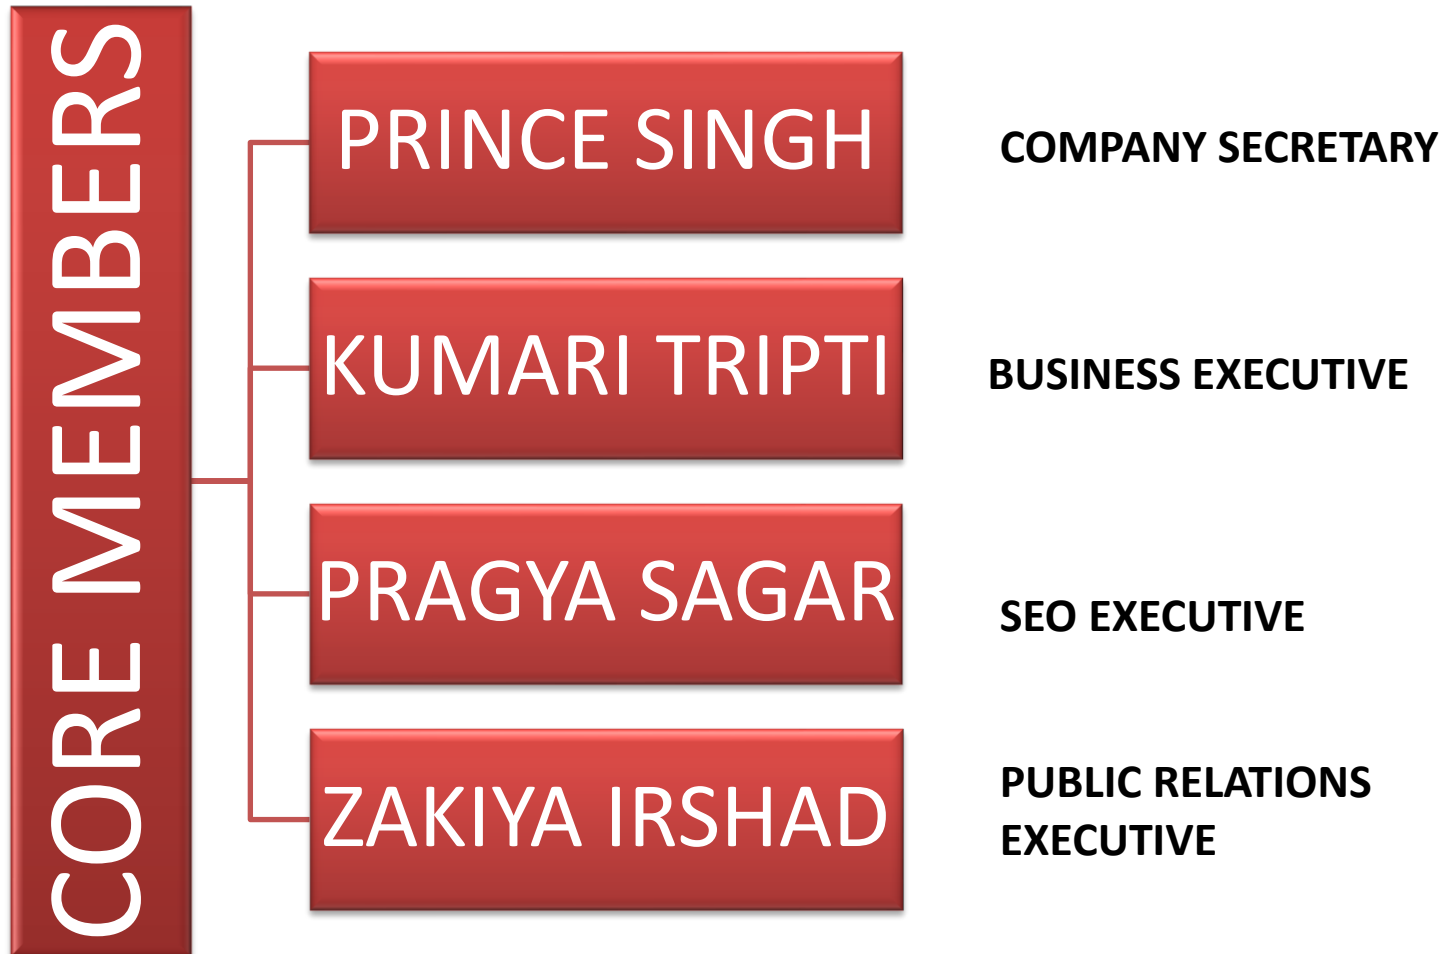 CORE MEMBERS
PRINCE SINGH
COMPANY SECRETARY
KUMARI TRIPTI
BUSINESS EXECUTIVE
PRAGYA SAGAR
SEO EXECUTIVE
ZAKIYA IRSHAD
PUBLIC RELATIONS
EXECUTIVE